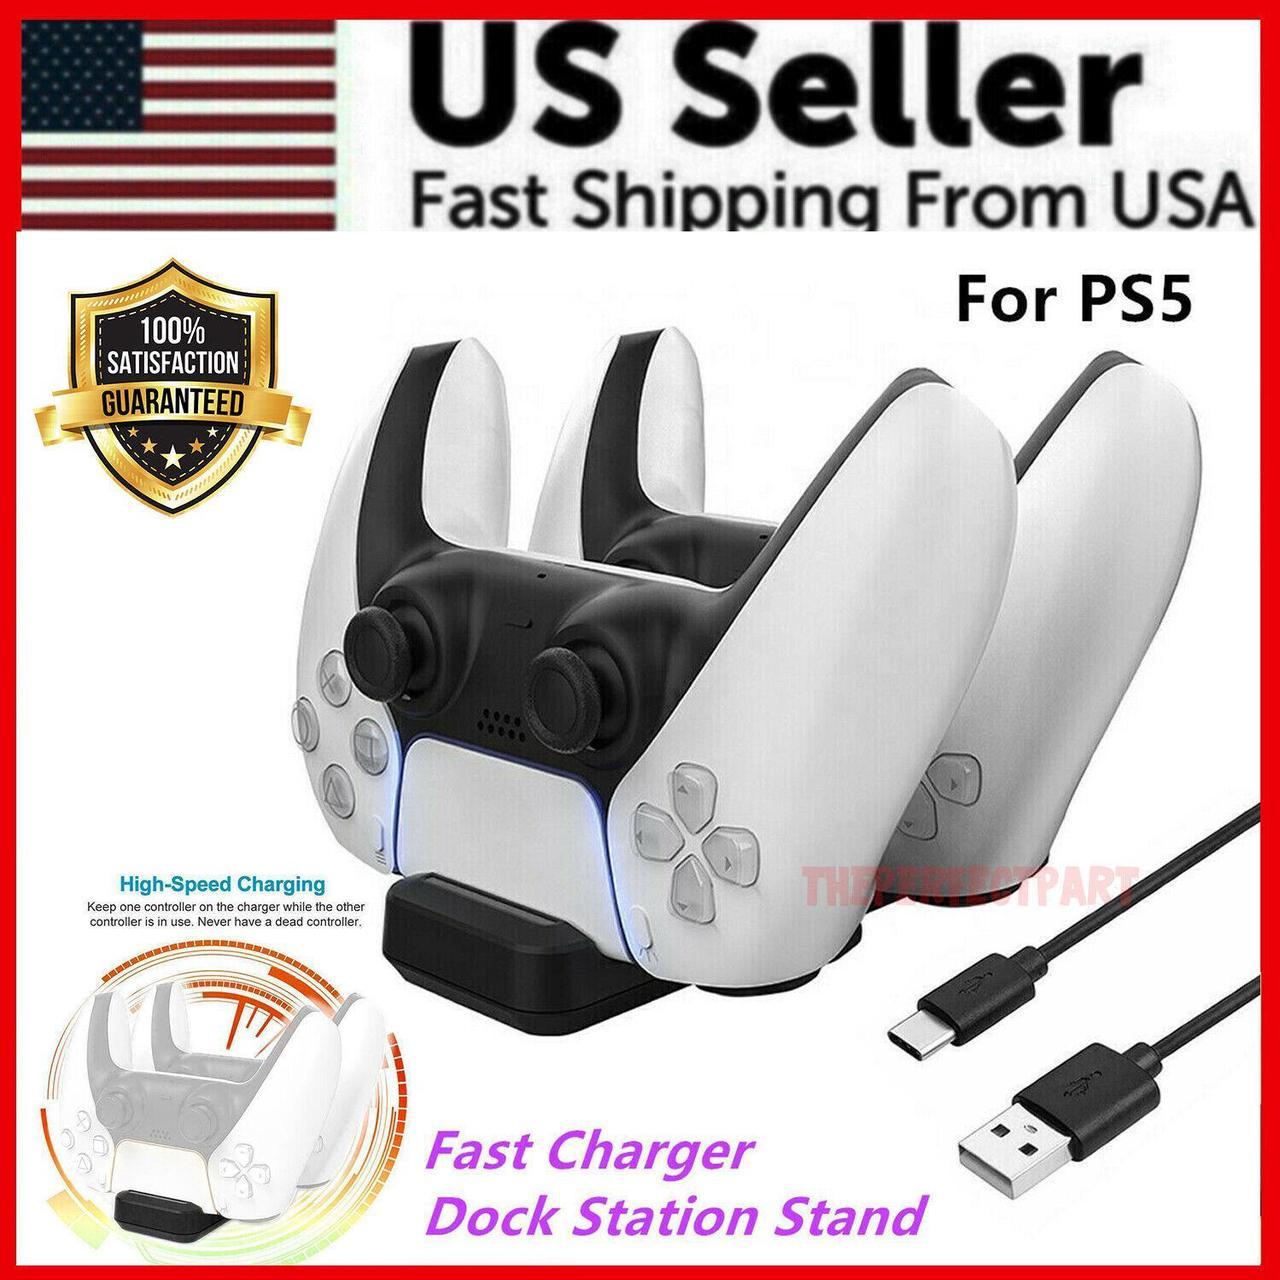 US Seller
Fast Shipping From USA
For PS5
100%
SATISFACTION
GUARANTEED
THEPERFECTPART
High-Speed Charging
Keep one controller on the charger while the other
controller is in use. Never have a dead controller.
Fast Charger
Dock Station Stand